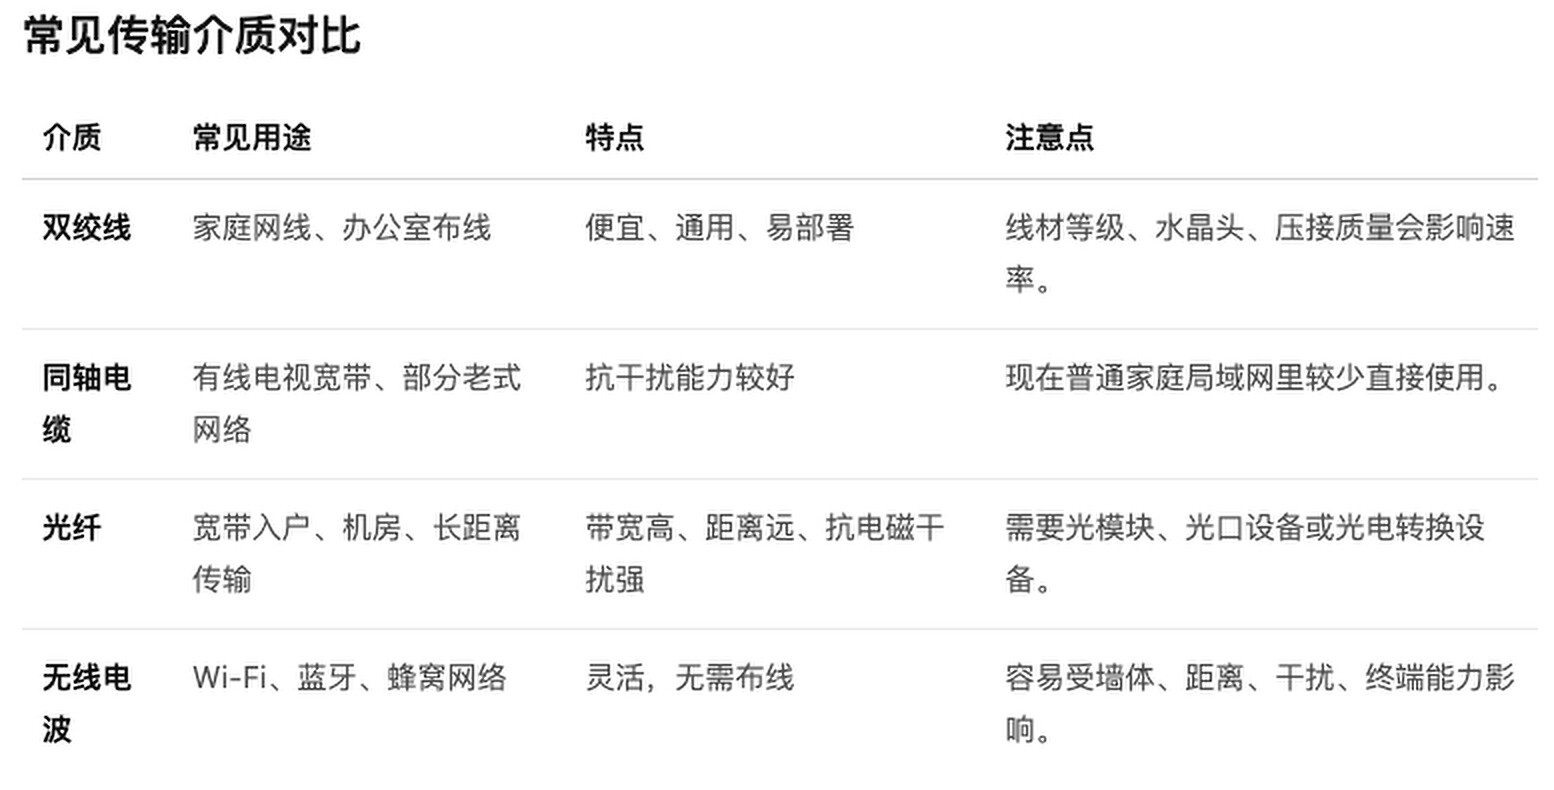 常见传输介质对比
介质 常见用途 特点 注意点
双绞线 家庭网线、办公室布线 便宜、通用、易部署 线材等级、水晶头、压接质量会影响速
率。
同轴电 有线电视宽带、部分老式 抗干扰能力较好 现在普通家庭局域网里较少直接使用。
缆 网络
光纤 宽带入户、机房、长距离 带宽高、距离远、抗电磁干 需要光模块、光口设备或光电转换设
传输 扰强 备。
无线电 Wi-Fi、蓝牙、蜂窝网络 灵活，无需布线 容易受墙体、距离、干扰、终端能力影
波 响。